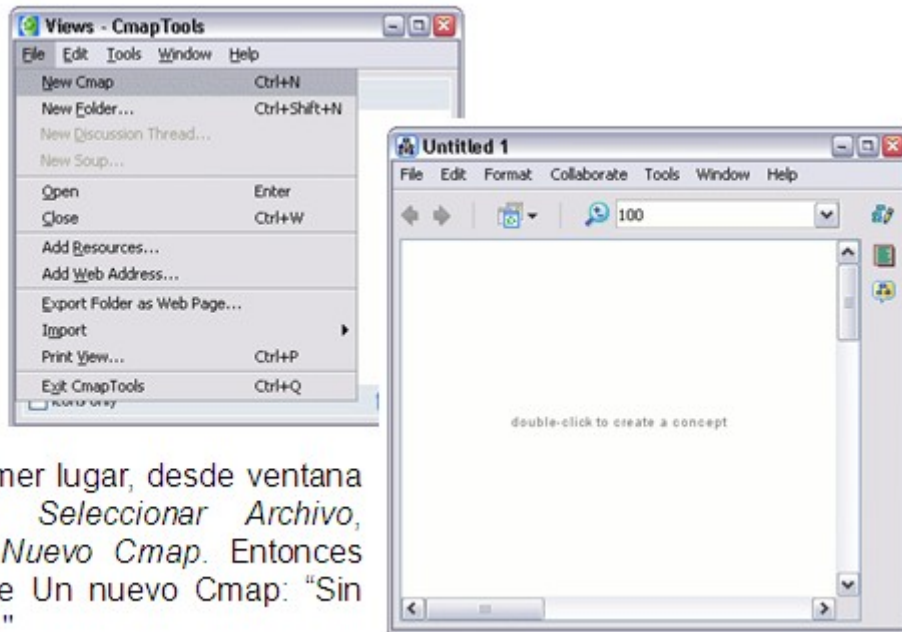 Views - CmapTools
File Edit Tools Window Help
New Cmap Ctrl+N
New Folder... Ctrl+Shift+N
New Discussion Thread...
New Soup...
Open Enter
Close Ctrl+W
Add Resources...
Add Web Address...
Export Folder as Web Page...
Import
Print View... Ctrl+P
Exit CmapTools Ctrl+Q
Icons only
Untitled 1
File Edit Format Collaborate Tools Window Help
100
double-click to create a concept
mer lugar, desde ventana
Seleccionar Archivo,
Nuevo Cmap. Entonces
e Un nuevo Cmap: “Sin
"